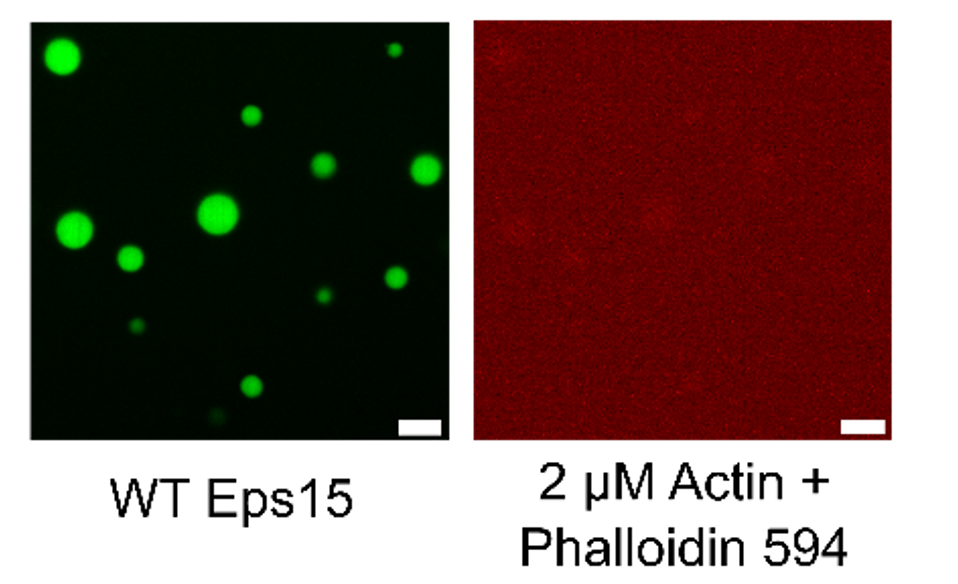 WT Eps15
2 μM Actin +
Phalloidin 594